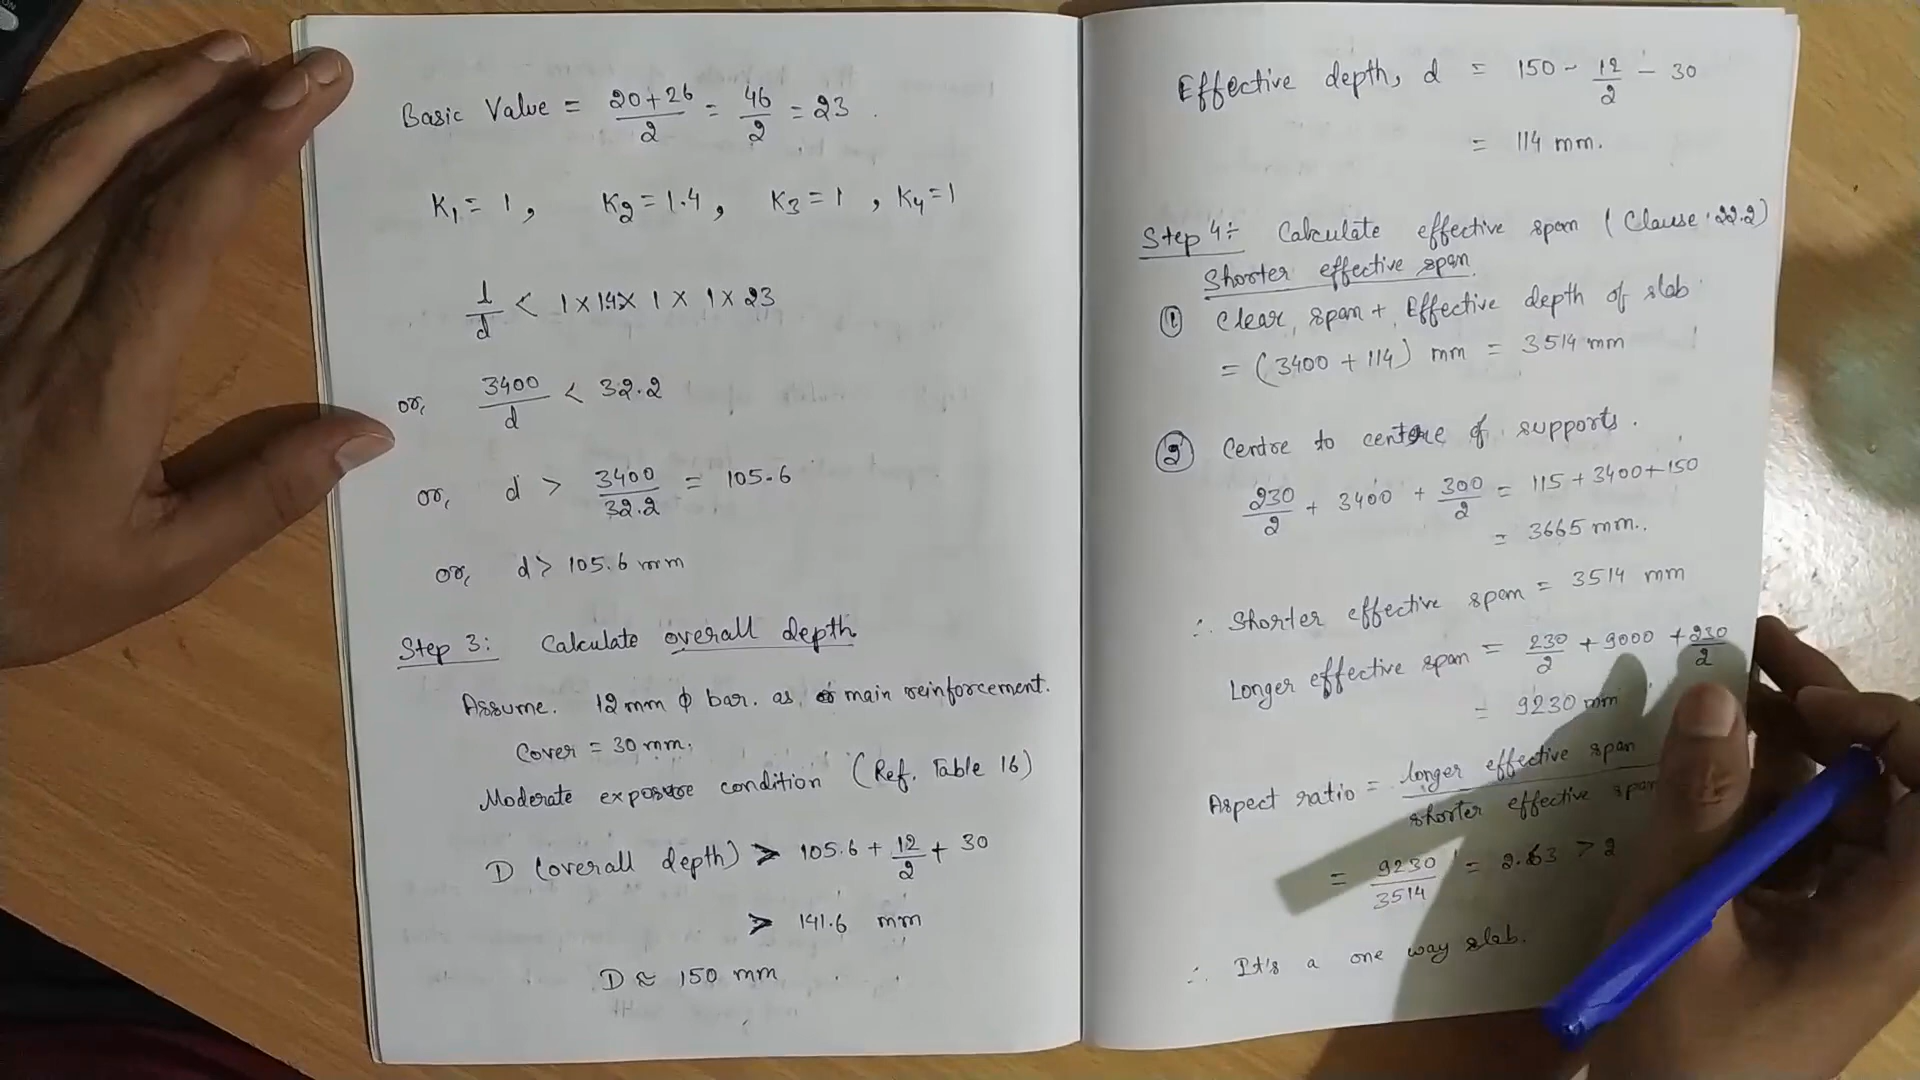 Basic Value = 20+26/2 = 46/2 = 23
K1 = 1, K2 = 1.4, K3 = 1, K4 = 1
l/d < 1 x 1.4 x 1 x 1 x 23
or, 3400/d < 32.2
or, d > 3400/32.2 = 105.6
or, d > 105.6 mm
Step 3: Calculate overall depth
Assume. 12 mm ϕ bar. as main reinforcement.
Cover = 30 mm.
Moderate exposure condition (Ref. Table 16)
D (overall depth) > 105.6 + 12/2 + 30
> 141.6 mm
D ≈ 150 mm
Effective depth, d = 150 - 12/2 - 30
= 114 mm.
Step 4:- Calculate effective span (Clause 22.2)
Shorter effective span.
① Clear span + Effective depth of slab
= (3400 + 114) mm = 3514 mm
② Centre to centre of supports.
230/2 + 3400 + 300/2 = 115 + 3400 + 150
= 3665 mm.
∴ Shorter effective span = 3514 mm
Longer effective span = 230/2 + 9000 + 230/2
= 9230 mm
Aspect ratio = longer effective span / shorter effective span
= 9230/3514 = 2.63 > 2
∴ It's a one way slab.